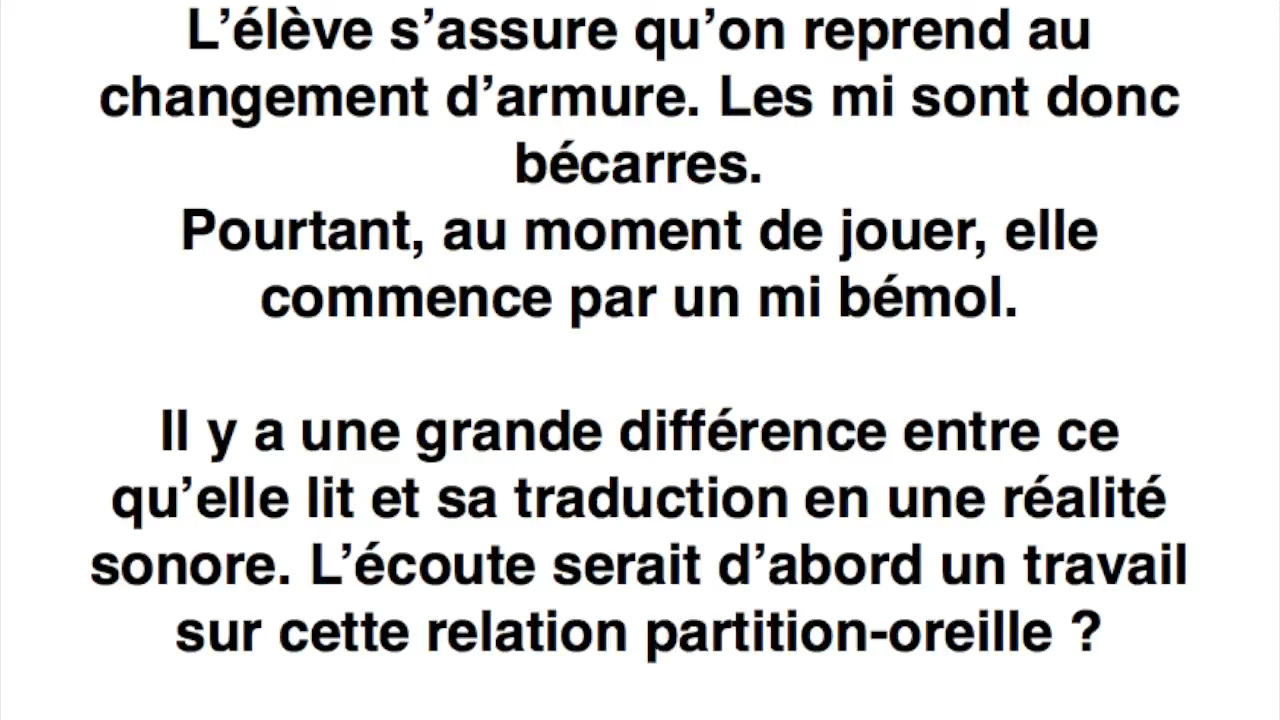 L’élève s’assure qu’on reprend au
changement d’armure. Les mi sont donc
bécarres.
Pourtant, au moment de jouer, elle
commence par un mi bémol.
Il y a une grande différence entre ce
qu’elle lit et sa traduction en une réalité
sonore. L’écoute serait d’abord un travail
sur cette relation partition-oreille ?